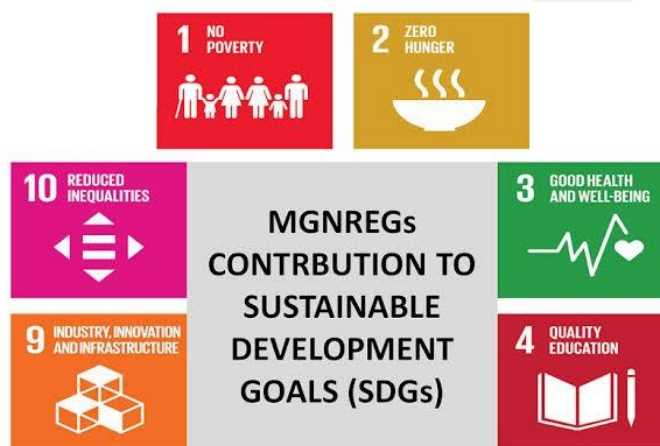 1 NO
POVERTY
2 ZERO
HUNGER
10 REDUCED
INEQUALITIES
3 GOOD HEALTH
AND WELL-BEING
MGNREGs
CONTRBUTION TO
SUSTAINABLE
DEVELOPMENT
GOALS (SDGs)
9 INDUSTRY, INNOVATION
AND INFRASTRUCTURE
4 QUALITY
EDUCATION